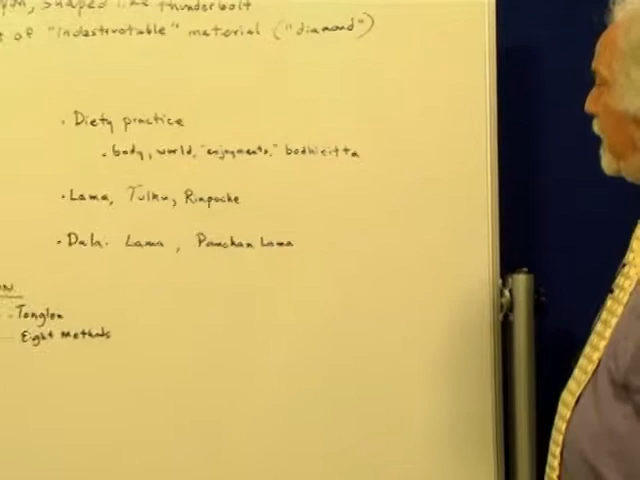 shaped like thunderbolt
of "indestructable" material ("diamond")
· Diety practice
· body, world, "enjoyments," bodhicitta
· Lama, Tulku, Rinpoche
· Dalai Lama, Panchan Lama
Tonglen
Eight Methods